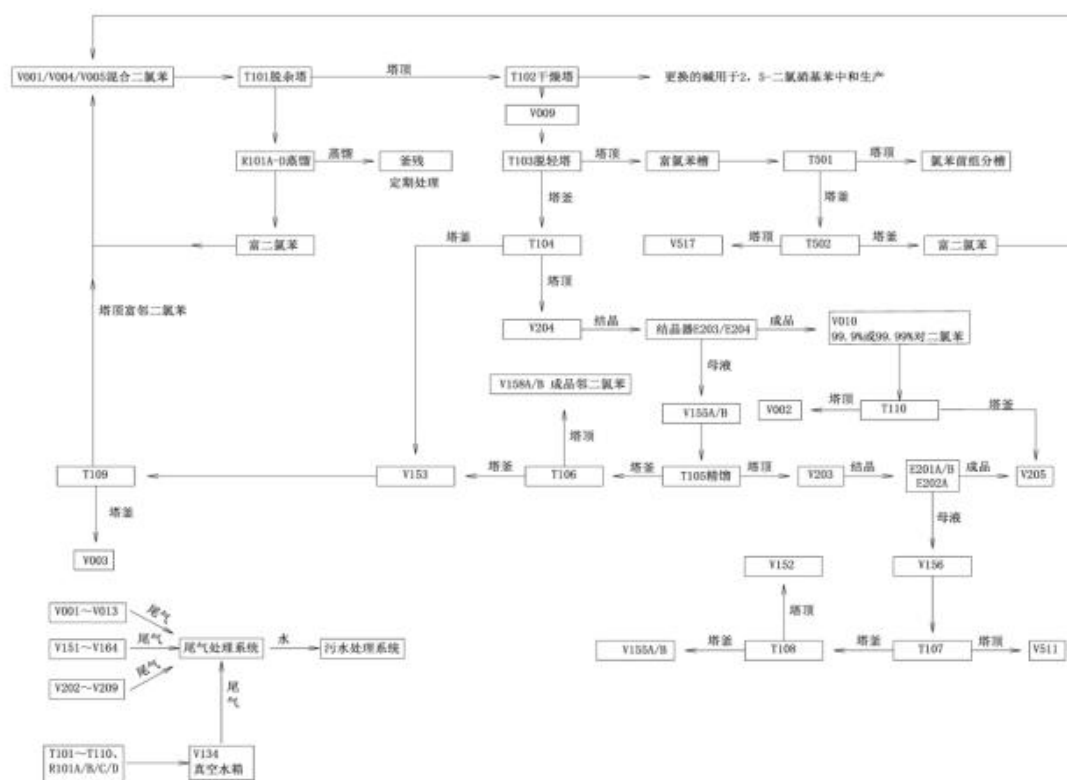 V001/V004/V005混合二氯苯
T101脱杂塔
塔顶
T102干燥塔
更换的碱用于2，5-二氯硝基苯中和生产
V009
R101A-D蒸馏
蒸馏
釜残
定期处理
T103脱轻塔
塔顶
富氯苯槽
T501
塔顶
氯苯前组分槽
塔釜
塔釜
富二氯苯
塔釜
T104
V517
塔顶
T502
塔釜
富二氯苯
塔顶
塔顶富邻二氯苯
V204
结晶
结晶器E203/E204
成品
V010
99.9%或99.99%对二氯苯
母液
V158A/B 成品邻二氯苯
V155A/B
V002
塔顶
T110
塔釜
塔顶
T109
V153
塔釜
T106
塔釜
T105精馏
塔顶
V203
结晶
E201A/B
E202A
成品
V205
塔釜
母液
V003
V152
V156
V001～V013
尾气
塔顶
V151～V164
尾气
尾气处理系统
水
污水处理系统
V155A/B
塔釜
T108
塔釜
T107
塔顶
V511
V202～V209
尾气
尾气
T101～T110、
R101A/B/C/D
V134
真空水箱